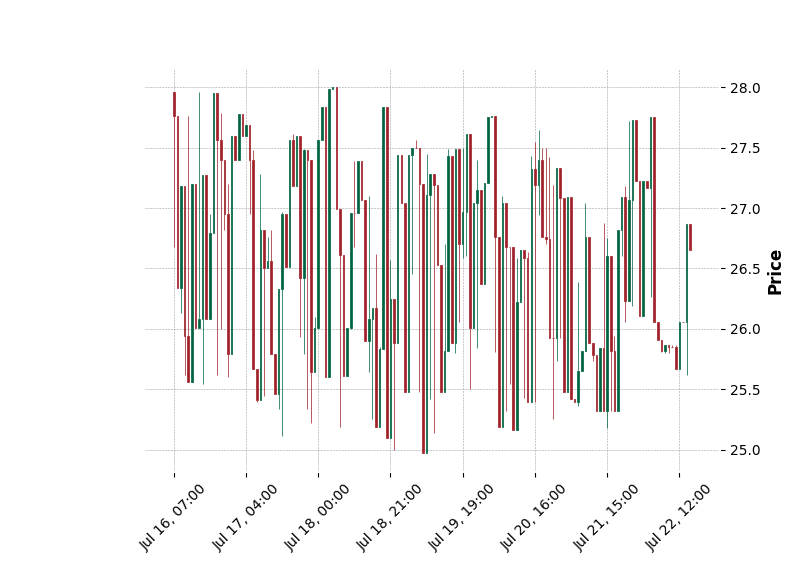 28.0
27.5
27.0
26.5
26.0
25.5
25.0
Price
Jul 16, 07:00
Jul 17, 04:00
Jul 18, 00:00
Jul 18, 21:00
Jul 19, 19:00
Jul 20, 16:00
Jul 21, 15:00
Jul 22, 12:00